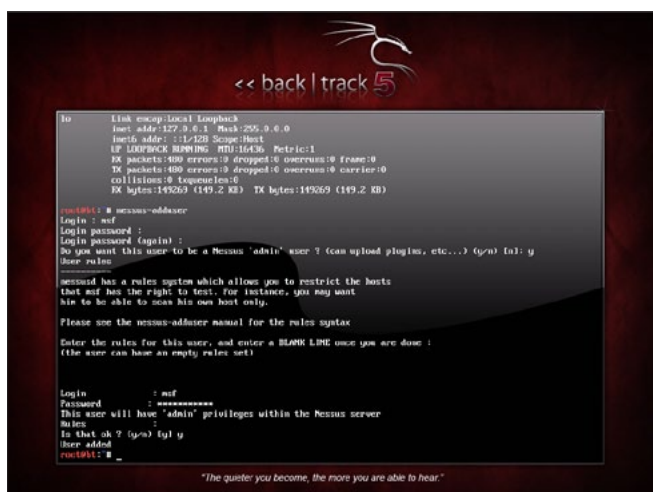 << back | track 5
lo Link encap:Local Loopback
inet addr:127.0.0.1 Mask:255.0.0.0
inet6 addr: ::1/128 Scope:Host
UP LOOPBACK RUNNING MTU:16436 Metric:1
RX packets:480 errors:0 dropped:0 overruns:0 frame:0
TX packets:480 errors:0 dropped:0 overruns:0 carrier:0
collisions:0 txqueuelen:0
RX bytes:149269 (149.2 KB) TX bytes:149269 (149.2 KB)
root@bt:~# nessus-adduser
Login : msf
Login password :
Login password (again) :
Do you want this user to be a Nessus 'admin' user ? (can upload plugins, etc...) (y/n) [n]: y
User rules
----------
nessusd has a rules system which allows you to restrict the hosts
that msf has the right to test. For instance, you may want
him to be able to scan his own host only.
Please see the nessus-adduser manual for the rules syntax
Enter the rules for this user, and enter a BLANK LINE once you are done :
(the user can have an empty rules set)
Login : msf
Password : ***********
This user will have 'admin' privileges within the Nessus server
Rules :
Is that ok ? (y/n) [y] y
User added
root@bt:~# _
"The quieter you become, the more you are able to hear."